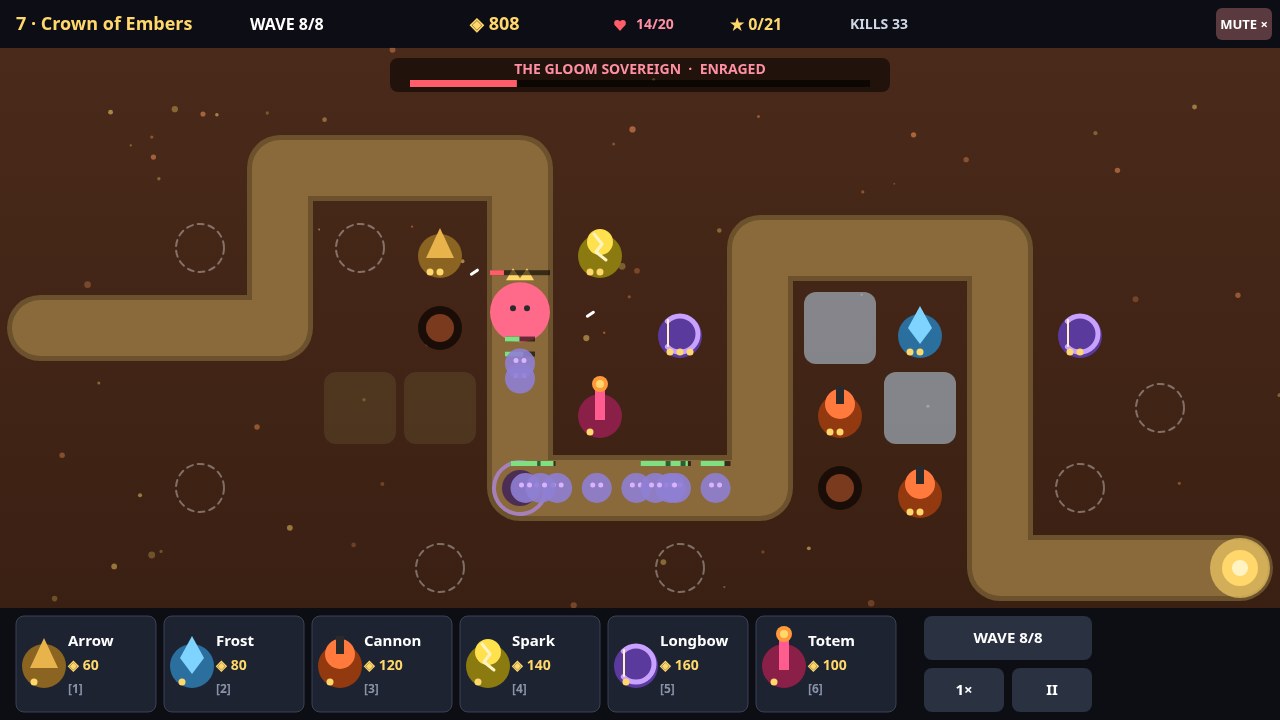 7 · Crown of Embers
WAVE 8/8
◈ 808
♥ 14/20
★ 0/21
KILLS 33
MUTE ×
THE GLOOM SOVEREIGN · ENRAGED
Arrow
◈ 60
[1]
Frost
◈ 80
[2]
Cannon
◈ 120
[3]
Spark
◈ 140
[4]
Longbow
◈ 160
[5]
Totem
◈ 100
[6]
WAVE 8/8
1×
II